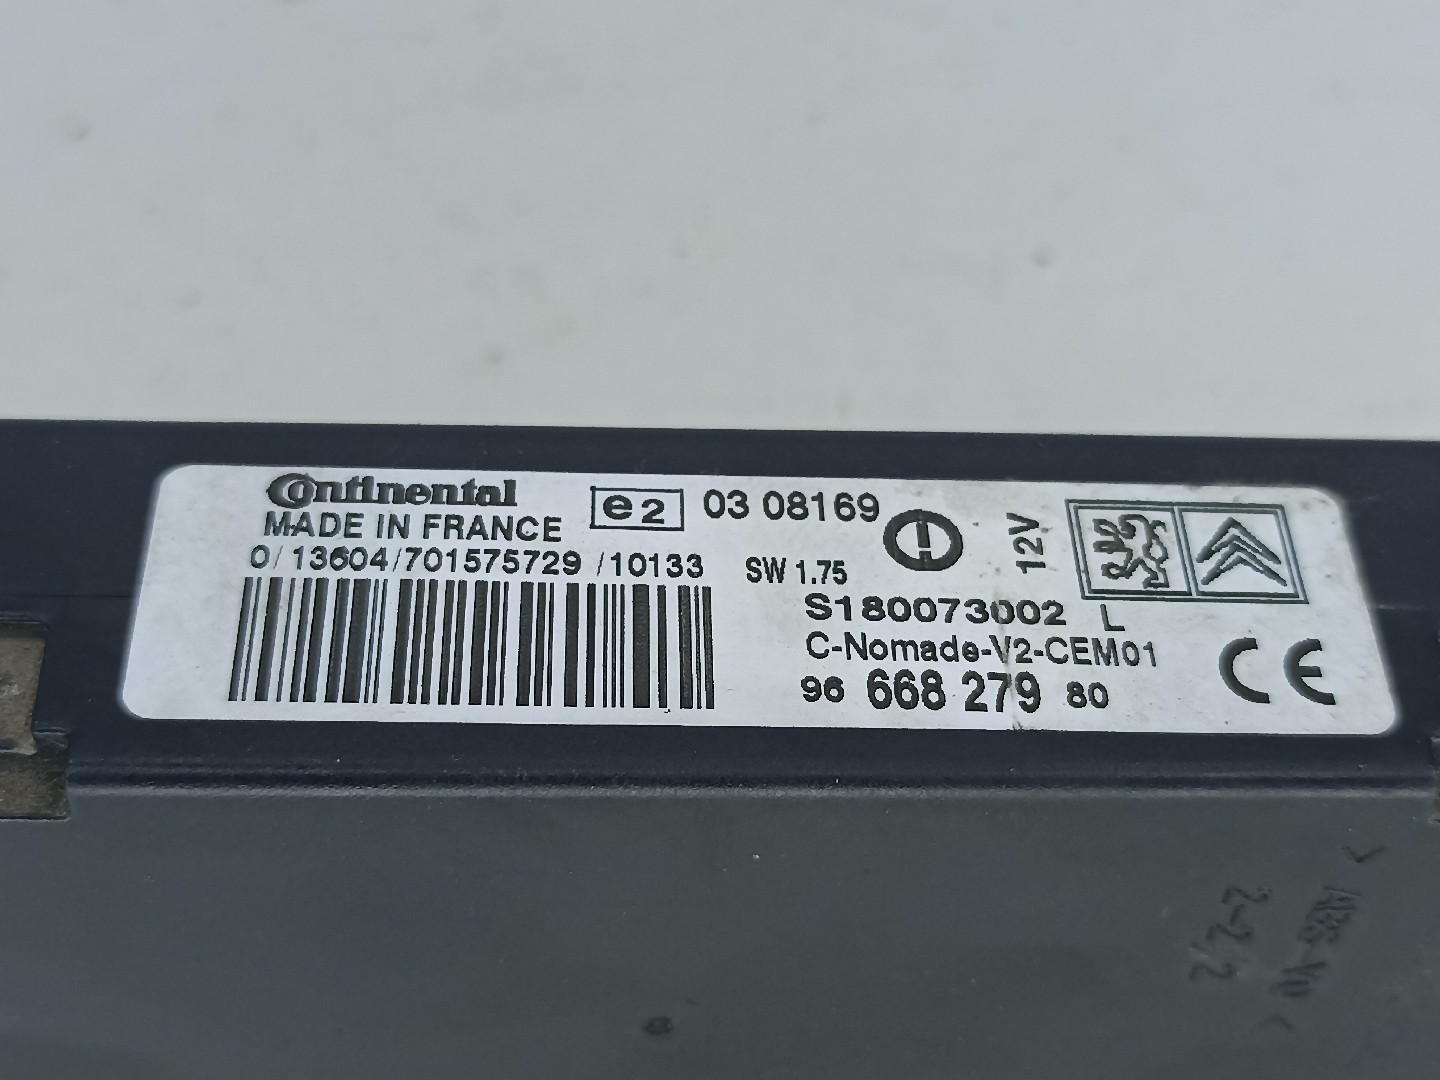 Continental
MADE IN FRANCE
e2 03 08169
0/13604/701575729 /10133
SW 1.75
12V
S180073002 L
C-Nomade-V2-CEM01
96 668 279 80
CE